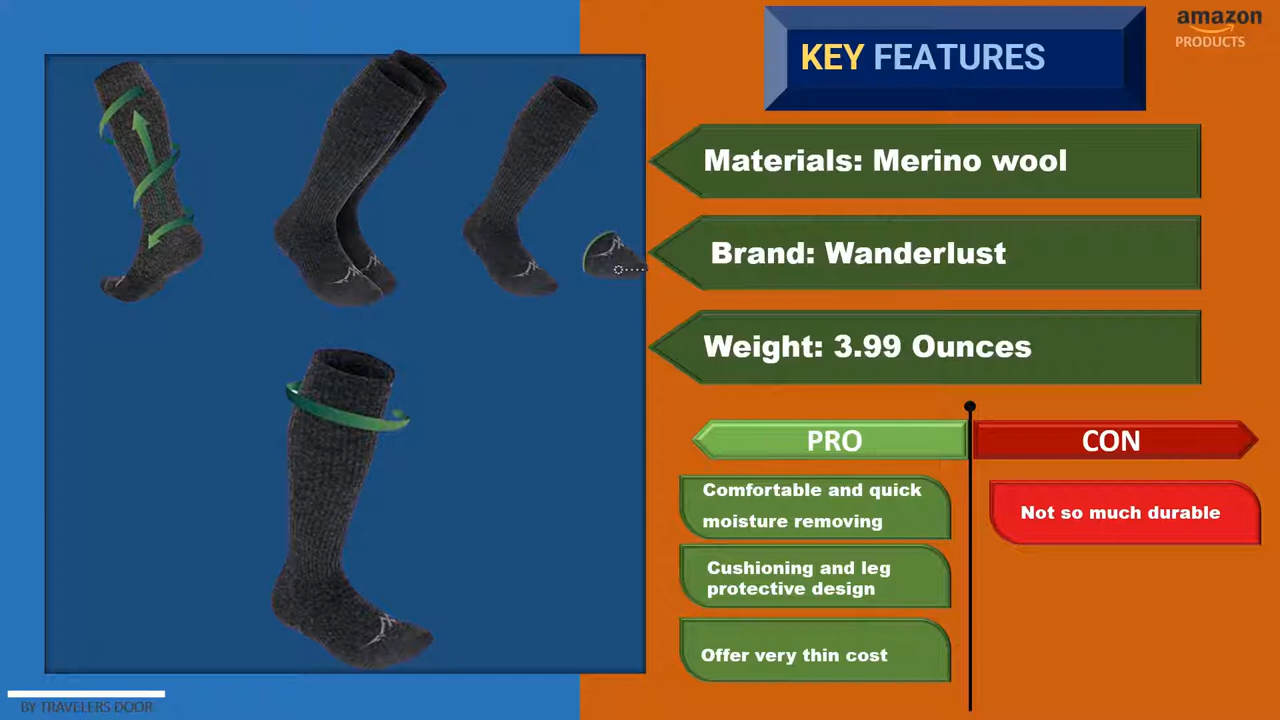 amazon
PRODUCTS
KEY FEATURES
Materials: Merino wool
Brand: Wanderlust
Weight: 3.99 Ounces
PRO
CON
Comfortable and quick
moisture removing
Cushioning and leg
protective design
Offer very thin cost
Not so much durable
BY TRAVELERS DOOR